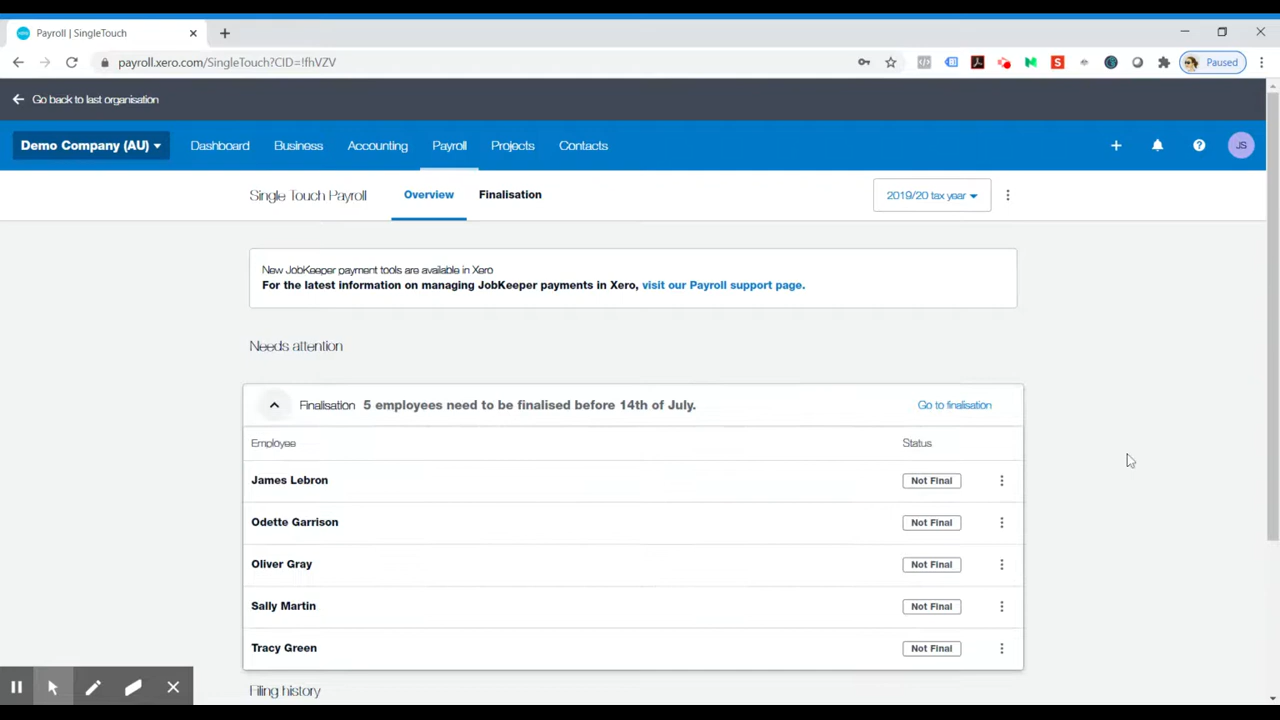 Payroll | SingleTouch
payroll.xero.com/SingleTouch?CID=!fhVZV
Paused
Go back to last organisation
Demo Company (AU)
Dashboard
Business
Accounting
Payroll
Projects
Contacts
JS
Single Touch Payroll
Overview
Finalisation
2019/20 tax year
New JobKeeper payment tools are available in Xero
For the latest information on managing JobKeeper payments in Xero, visit our Payroll support page.
Needs attention
Finalisation 5 employees need to be finalised before 14th of July.
Go to finalisation
Employee
Status
James Lebron
Not Final
Odette Garrison
Not Final
Oliver Gray
Not Final
Sally Martin
Not Final
Tracy Green
Not Final
Filing history